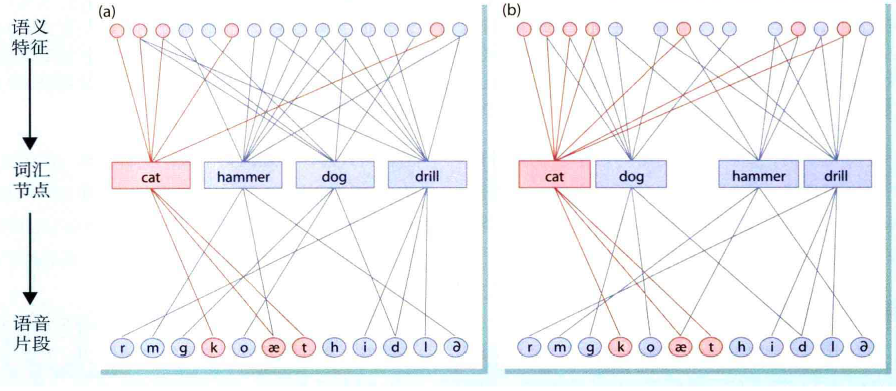 (a)
(b)
语义
特征
词汇
节点
语音
片段
cat hammer dog drill
cat dog hammer drill
r m g k o æ t h i d l ə
r m g k o æ t h i d l ə